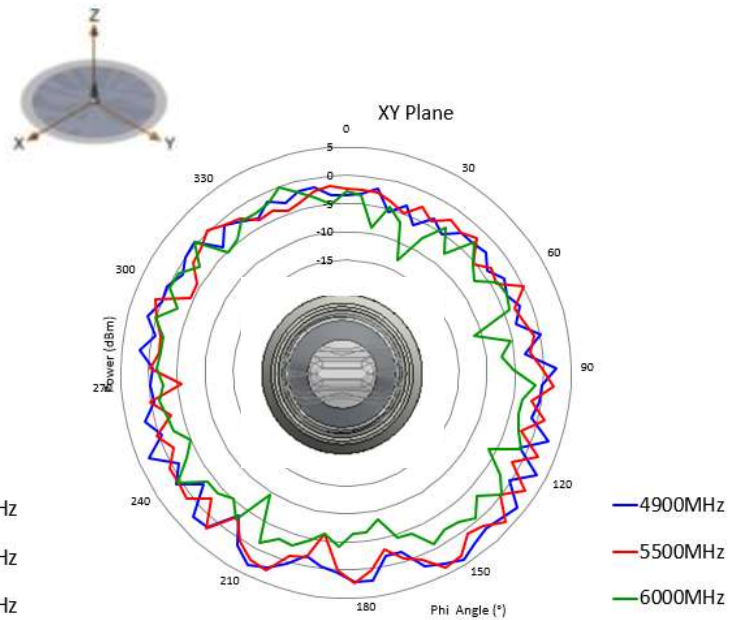 Z
X
Y
XY Plane
0
5
0
-5
-10
-15
30
60
90
120
150
180
210
240
270
300
330
Power (dBm)
Phi Angle (°)
4900MHz
5500MHz
6000MHz
Hz
Hz
Hz